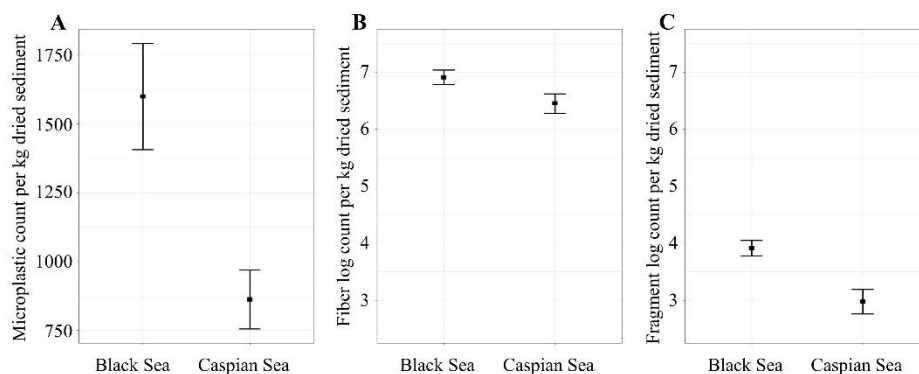 A
Microplastic count per kg dried sediment
1750
1500
1250
1000
750
Black Sea
Caspian Sea
B
Fiber log count per kg dried sediment
7
6
5
4
3
Black Sea
Caspian Sea
C
Fragment log count per kg dried sediment
7
6
5
4
3
Black Sea
Caspian Sea